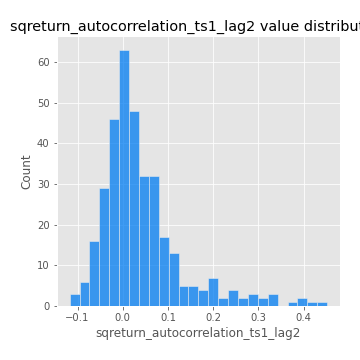 sqreturn_autocorrelation_ts1_lag2 value distribut
60
50
40
30
20
10
0
Count
−0.1 0.0 0.1 0.2 0.3 0.4
sqreturn_autocorrelation_ts1_lag2